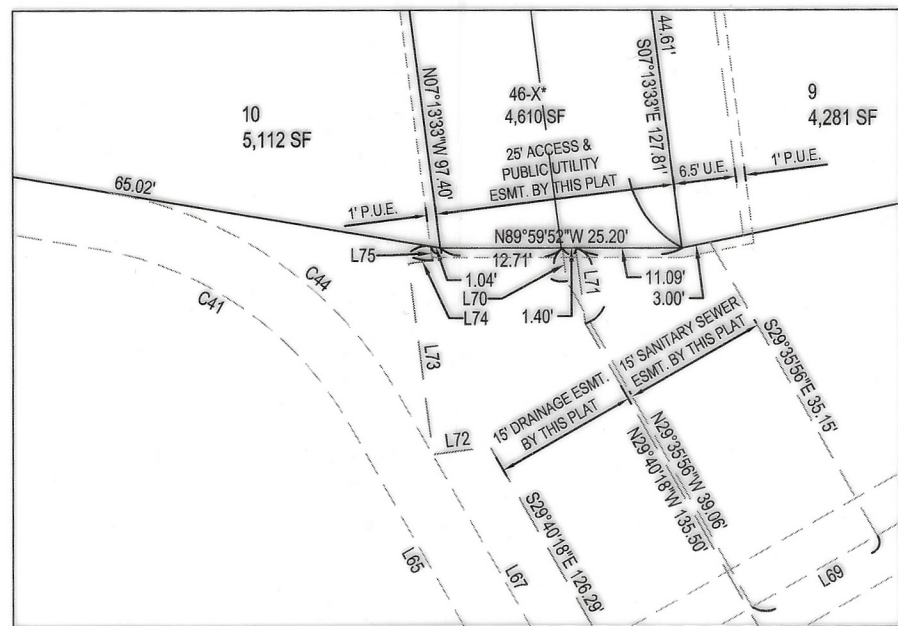 10
5,112 SF
N07°13'33"W 97.40'
46-X*
4,610 SF
S07°13'33"E 127.81'
44.61'
9
4,281 SF
25' ACCESS &
PUBLIC UTILITY
ESMT. BY THIS PLAT
6.5' U.E.
1' P.U.E.
65.02'
1' P.U.E.
N89°59'52"W 25.20'
L75
12.71'
1.04'
L70
L74
1.40'
L71
11.09'
3.00'
C41
C44
L73
L72
15' DRAINAGE ESMT.
BY THIS PLAT
15' SANITARY SEWER
ESMT. BY THIS PLAT
S29°35'56"E 35.15'
N29°35'56"W 39.06'
N29°40'18"W 135.50'
S29°40'18"E 126.29'
L65
L67
L69